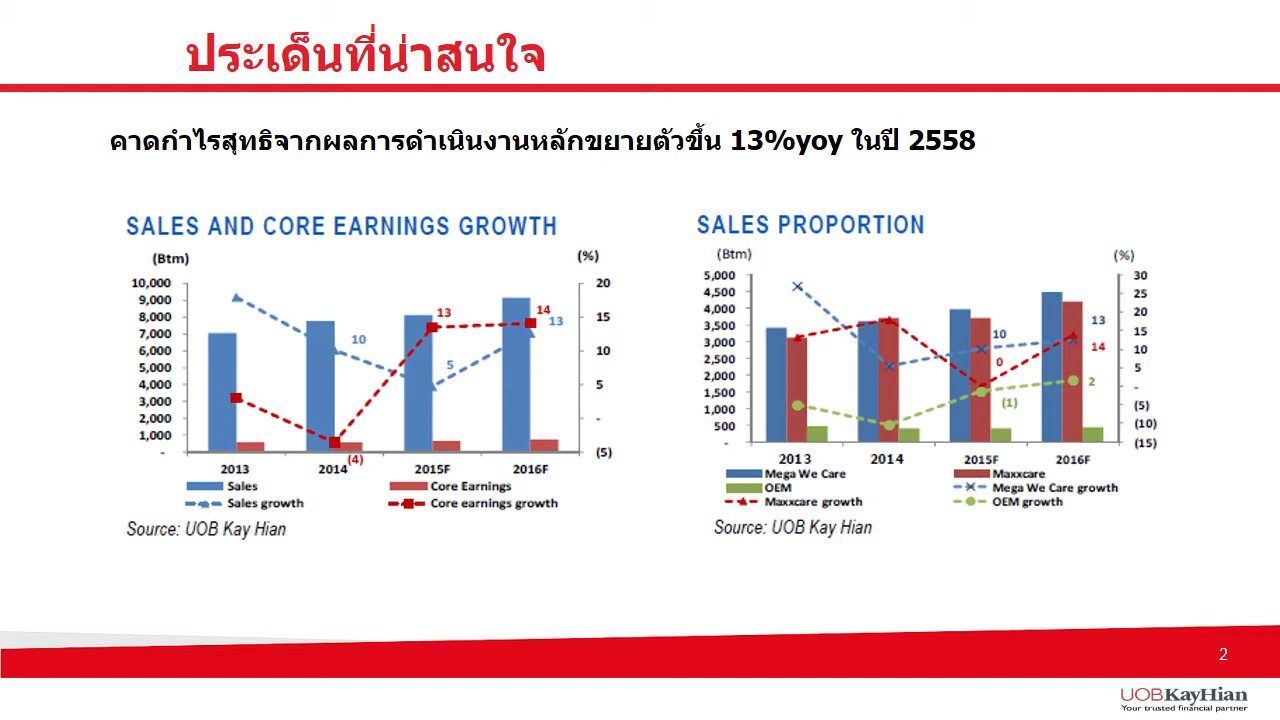 ประเด็นที่น่าสนใจ
คาดกำไรสุทธิจากผลการดำเนินงานหลักขยายตัวขึ้น 13%yoy ในปี 2558
SALES AND CORE EARNINGS GROWTH
(Btm) (%)
10,000 20
9,000
8,000 15
7,000
6,000 10
5,000
4,000 5
3,000
2,000 -
1,000
- (5)
10
5
13
14
13
(4)
2013 2014 2015F 2016F
Sales Core Earnings
Sales growth Core earnings growth
Source: UOB Kay Hian
SALES PROPORTION
(Btm) (%)
5,000 30
4,500 25
4,000 20
3,500 15
3,000 10
2,500 5
2,000 -
1,500 (5)
1,000 (10)
500 (15)
-
10
0
(1)
13
14
2
2013 2014 2015F 2016F
Mega We Care Maxxcare
OEM Mega We Care growth
Maxxcare growth OEM growth
Source: UOB Kay Hian
2
UOBKayHian
Your trusted financial partner